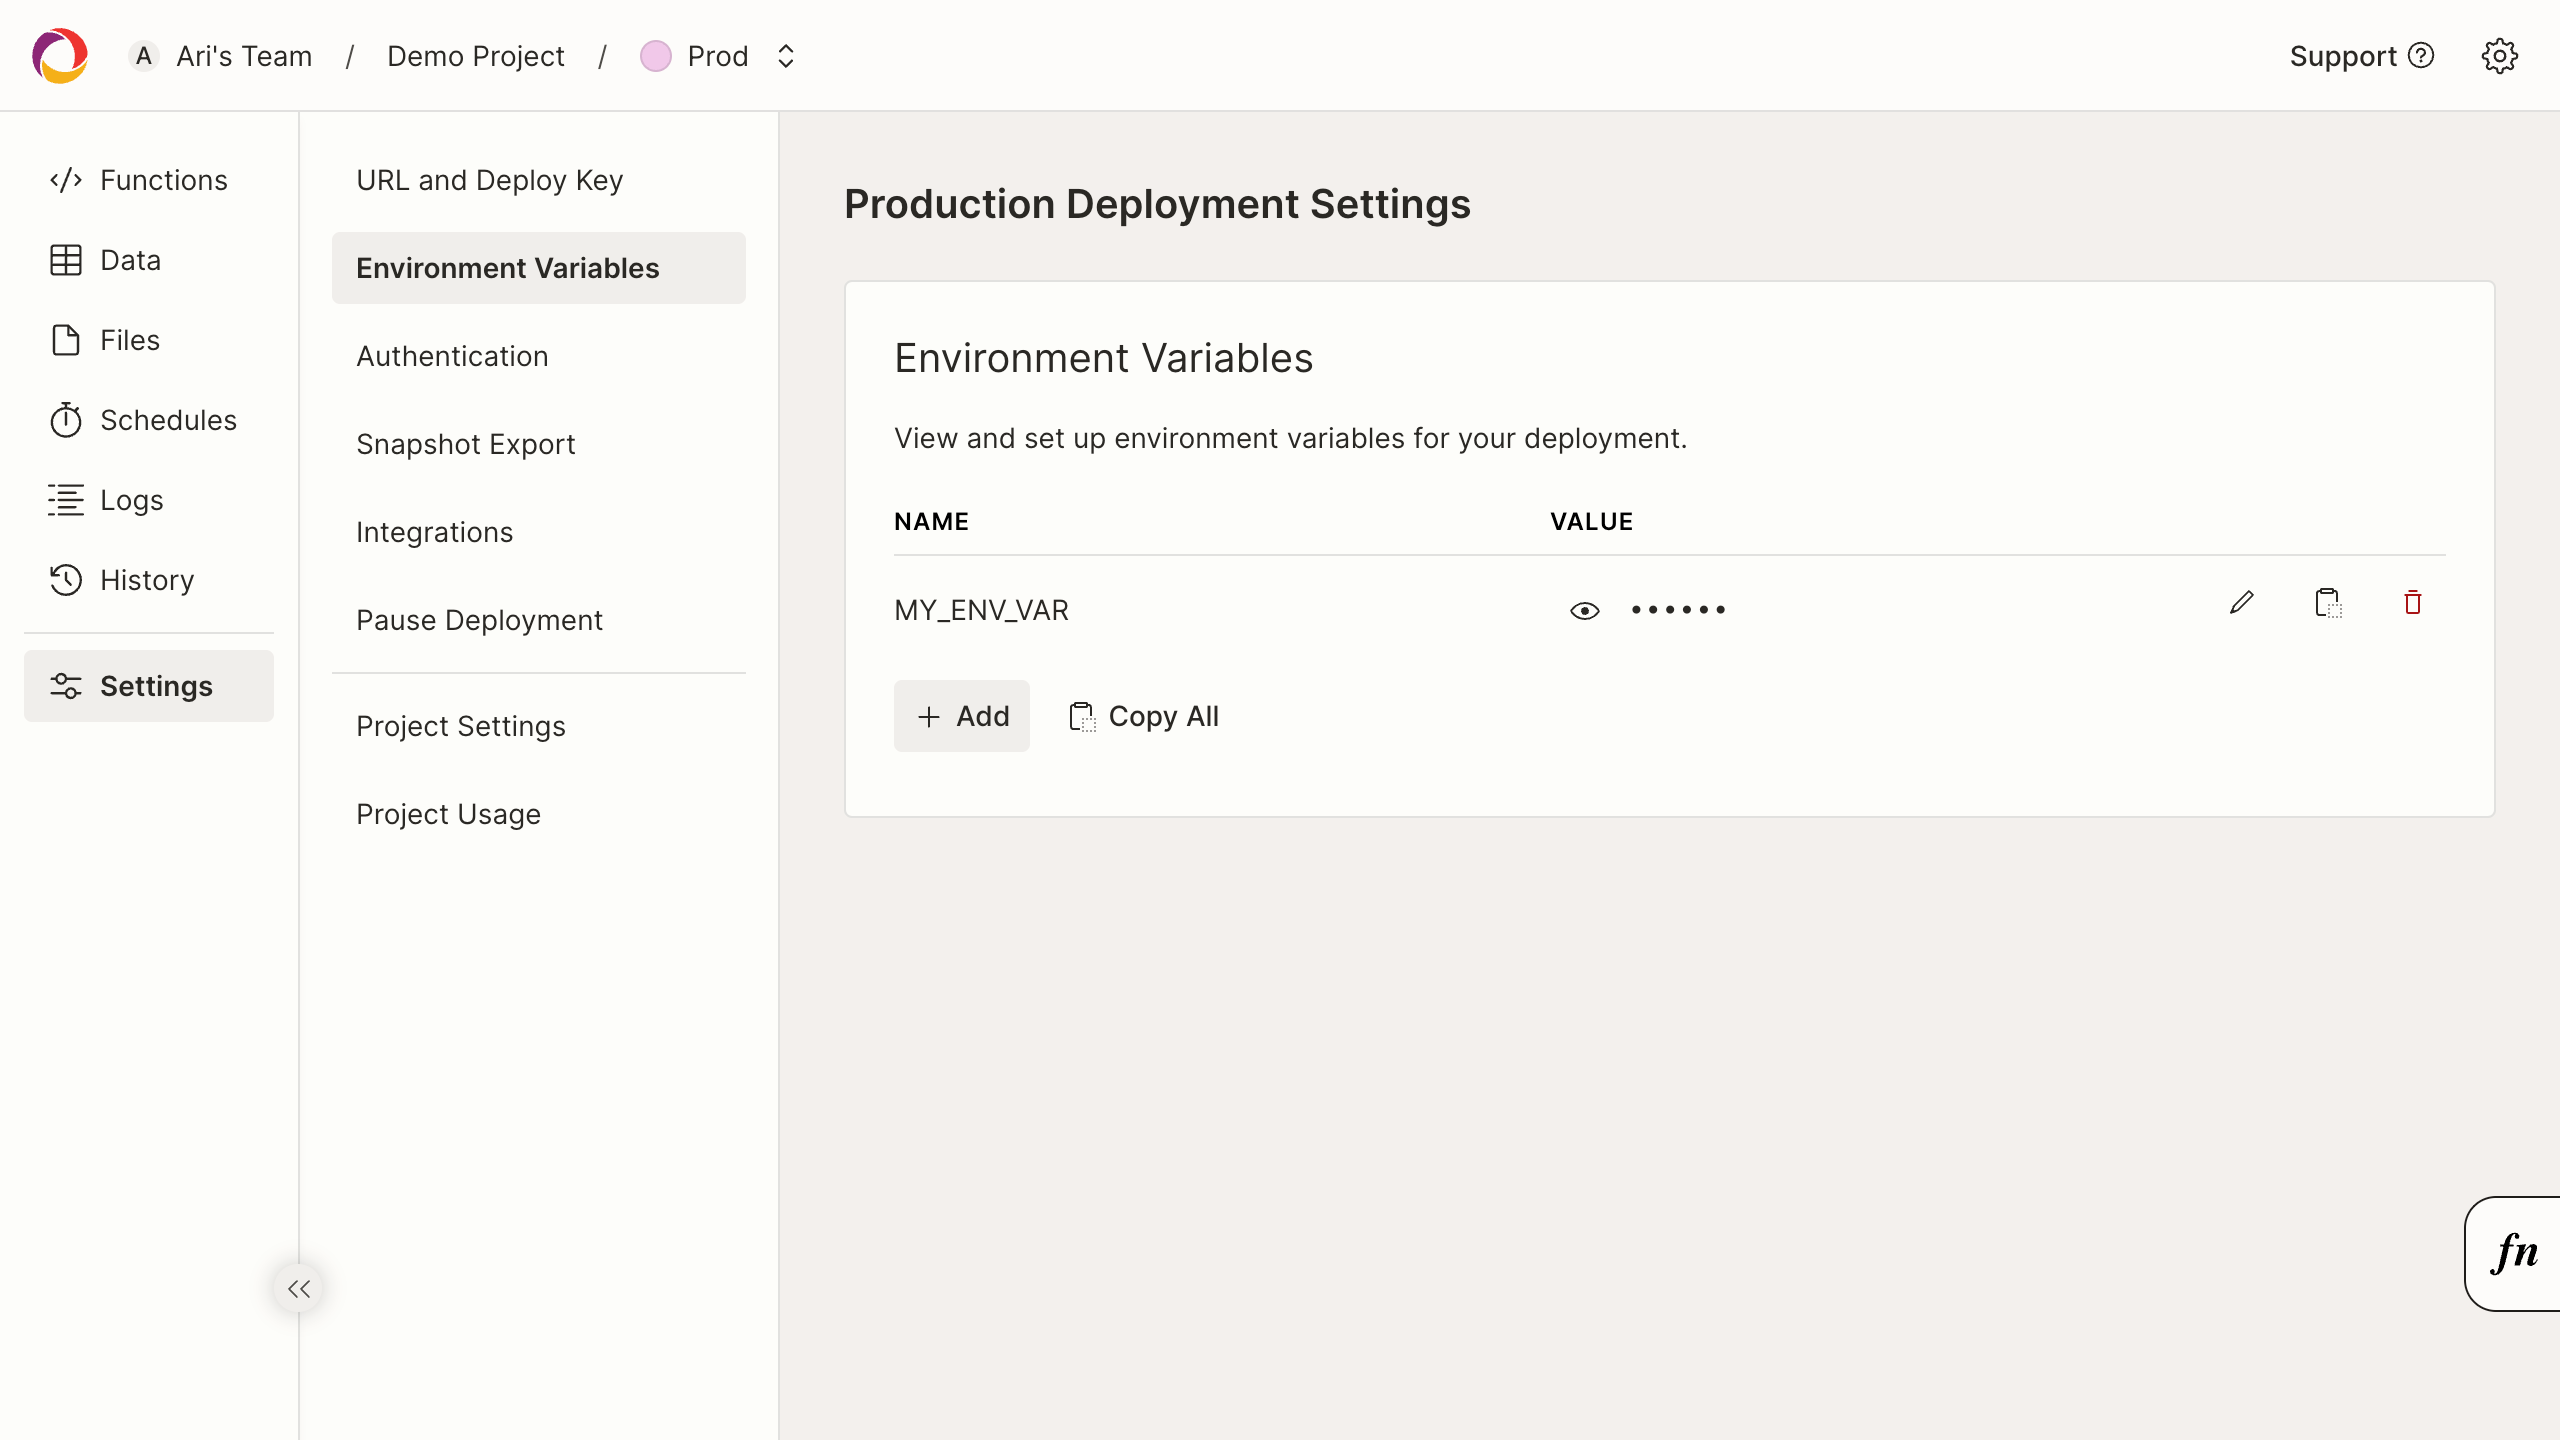 A Ari's Team / Demo Project / Prod
Support
Functions
Data
Files
Schedules
Logs
History
Settings
URL and Deploy Key
Environment Variables
Authentication
Snapshot Export
Integrations
Pause Deployment
Project Settings
Project Usage
Production Deployment Settings
Environment Variables
View and set up environment variables for your deployment.
NAME VALUE
MY_ENV_VAR ••••••
+ Add Copy All
fn